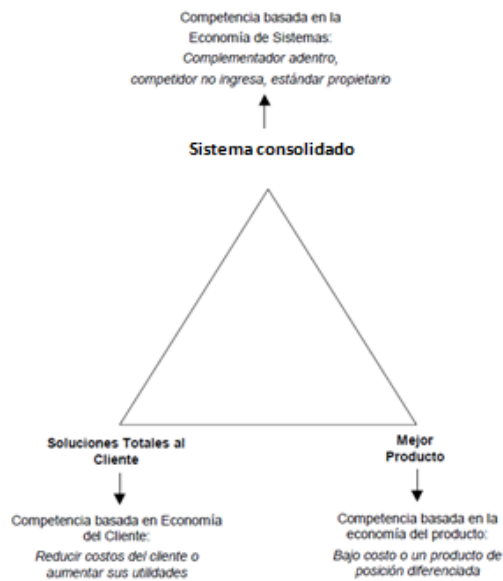 Competencia basada en la
Economía de Sistemas:
Complementador adentro,
competidor no ingresa, estándar propietario
Sistema consolidado
Soluciones Totales al
Cliente
Competencia basada en Economía
del Cliente:
Reducir costos del cliente o
aumentar sus utilidades
Mejor
Producto
Competencia basada en la
economía del producto:
Bajo costo o un producto de
posición diferenciada